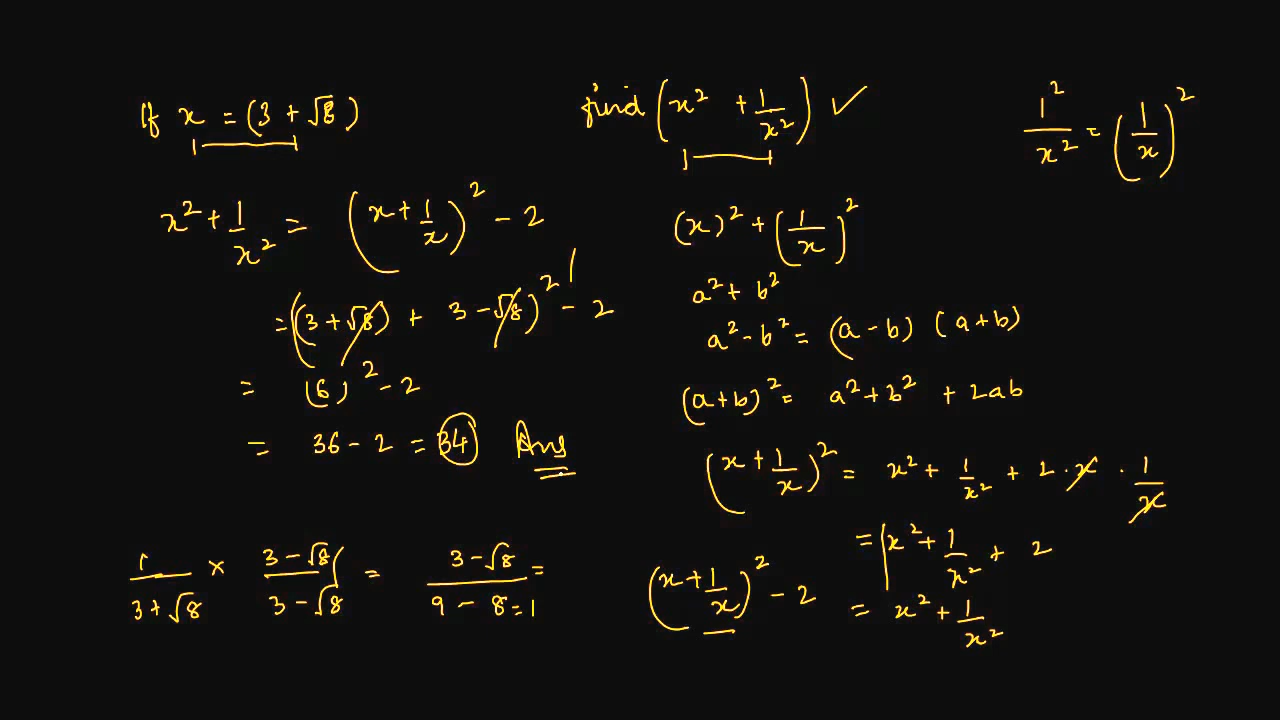 If x = (3 + √8)
find (x² + 1/x²) ✓
1²/x² = (1/x)²
x² + 1/x² = (x + 1/x)² - 2
= ((3 + √8) + 3 - √8)² - 2
= (6)² - 2
= 36 - 2 = 34 Ans
1/(3 + √8) × (3 - √8)/(3 - √8) = (3 - √8)/(9 - 8 = 1) =
(x)² + (1/x)²
a² + b²
a² - b² = (a - b) (a + b)
(a + b)² = a² + b² + 2ab
(x + 1/x)² = x² + 1/x² + 2 · x · 1/x
= x² + 1/x² + 2
(x + 1/x)² - 2 = x² + 1/x²